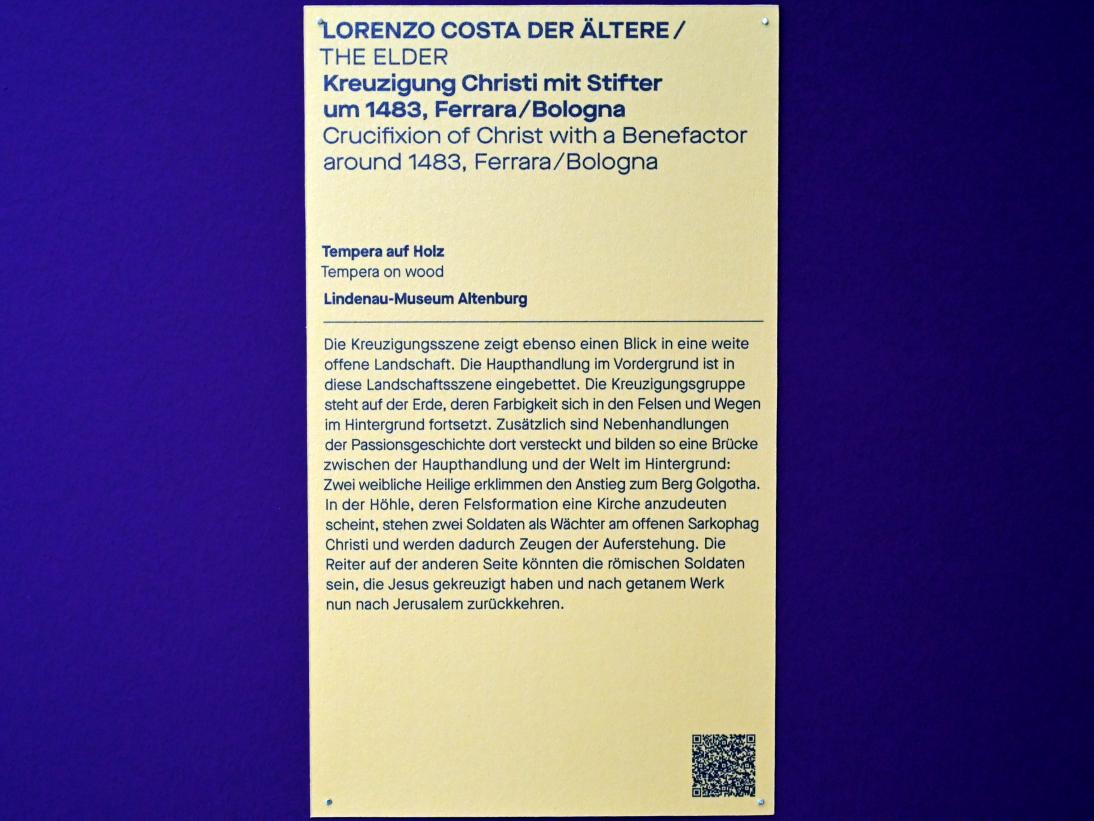 LORENZO COSTA DER ÄLTERE /
THE ELDER
Kreuzigung Christi mit Stifter
um 1483, Ferrara/Bologna
Crucifixion of Christ with a Benefactor
around 1483, Ferrara/Bologna
Tempera auf Holz
Tempera on wood
Lindenau-Museum Altenburg
Die Kreuzigungsszene zeigt ebenso einen Blick in eine weite
offene Landschaft. Die Haupthandlung im Vordergrund ist in
diese Landschaftsszene eingebettet. Die Kreuzigungsgruppe
steht auf der Erde, deren Farbigkeit sich in den Felsen und Wegen
im Hintergrund fortsetzt. Zusätzlich sind Nebenhandlungen
der Passionsgeschichte dort versteckt und bilden so eine Brücke
zwischen der Haupthandlung und der Welt im Hintergrund:
Zwei weibliche Heilige erklimmen den Anstieg zum Berg Golgotha.
In der Höhle, deren Felsformation eine Kirche anzudeuten
scheint, stehen zwei Soldaten als Wächter am offenen Sarkophag
Christi und werden dadurch Zeugen der Auferstehung. Die
Reiter auf der anderen Seite könnten die römischen Soldaten
sein, die Jesus gekreuzigt haben und nach getanem Werk
nun nach Jerusalem zurückkehren.